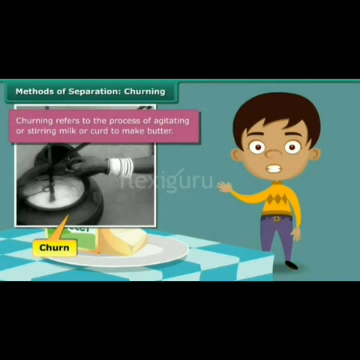 Methods of Separation: Churning
Churning refers to the process of agitating
or stirring milk or curd to make butter.
flexiguru
Churn